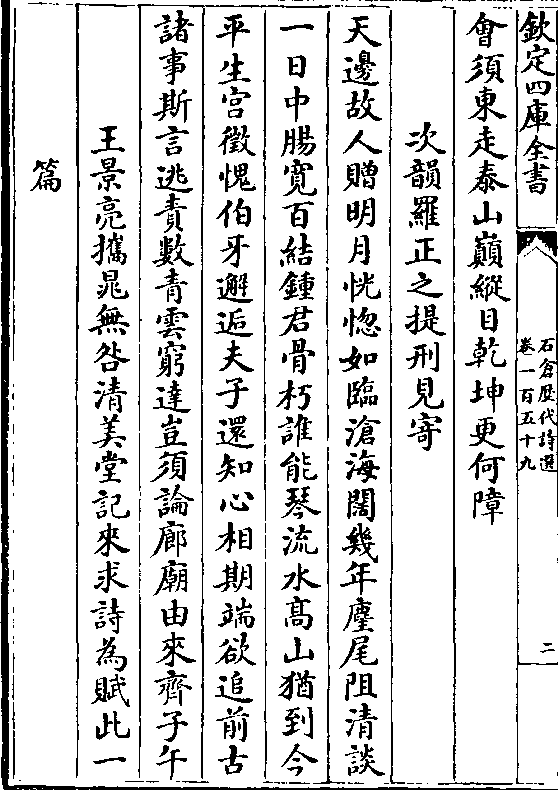 欽定四庫全書
石倉歷代詩選
卷一百五十九
二
會須東走泰山巔縱目乾坤更何障
次韻羅正之提刑見寄
天邊故人贈明月恍惚如臨滄海闊幾年麈尾阻清談
一日中腸寛百結鍾君骨朽誰能琴流水髙山猶到今
平生宫徵愧伯牙邂逅夫子還知心相期端欲追前古
諸事斯言逃責數青雲窮達豈須論廊廟由來齊子午
王景亮攜晁無咎清美堂記來求詩為賦此一
篇